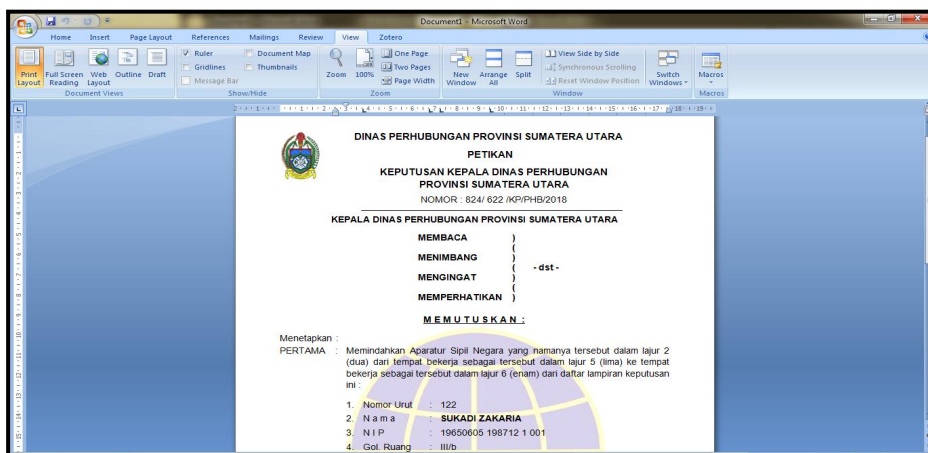 Document1 - Microsoft Word
Home Insert Page Layout References Mailings Review View Zotero
Print Layout Full Screen Reading Web Layout Outline Draft
Document Views
Ruler
Gridlines
Message Bar
Document Map
Thumbnails
Show/Hide
Zoom 100%
One Page
Two Pages
Page Width
Zoom
New Window Arrange All Split
View Side by Side
Synchronous Scrolling
Reset Window Position
Window
Switch Windows
Macros
Macros
DINAS PERHUBUNGAN PROVINSI SUMATERA UTARA
PETIKAN
KEPUTUSAN KEPALA DINAS PERHUBUNGAN
PROVINSI SUMATERA UTARA
NOMOR : 824/ 622 /KP/PHB/2018
KEPALA DINAS PERHUBUNGAN PROVINSI SUMATERA UTARA
MEMBACA )
(
MENIMBANG )
( - dst -
MENGINGAT )
(
MEMPERHATIKAN )
M E M U T U S K A N :
Menetapkan :
PERTAMA : Memindahkan Aparatur Sipil Negara yang namanya tersebut dalam lajur 2
(dua) dari tempat bekerja sebagai tersebut dalam lajur 5 (lima) ke tempat
bekerja sebagai tersebut dalam lajur 6 (enam) dari daftar lampiran keputusan
ini :
1. Nomor Urut : 122
2. N a m a : SUKADI ZAKARIA
3. N I P : 19650605 198712 1 001
4. Gol. Ruang : III/b